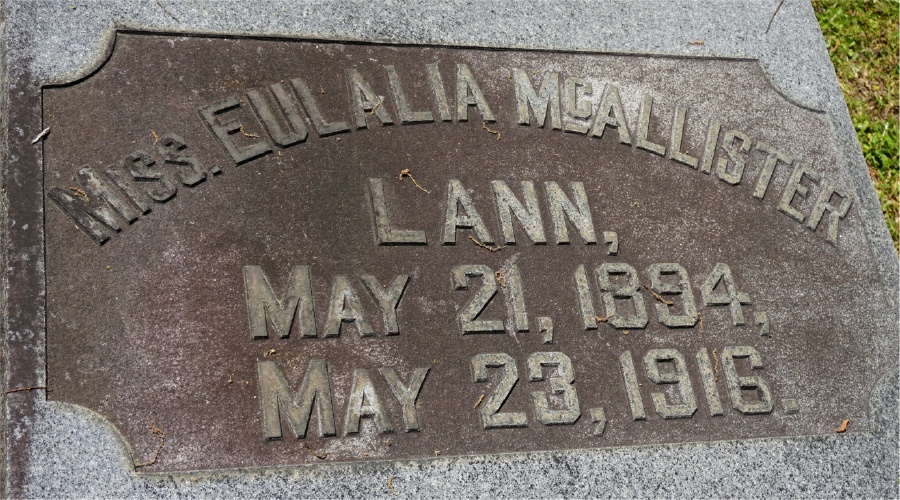 MISS. EULALIA McALLISTER
LANN,
MAY 21, 1894,
MAY 23, 1916.